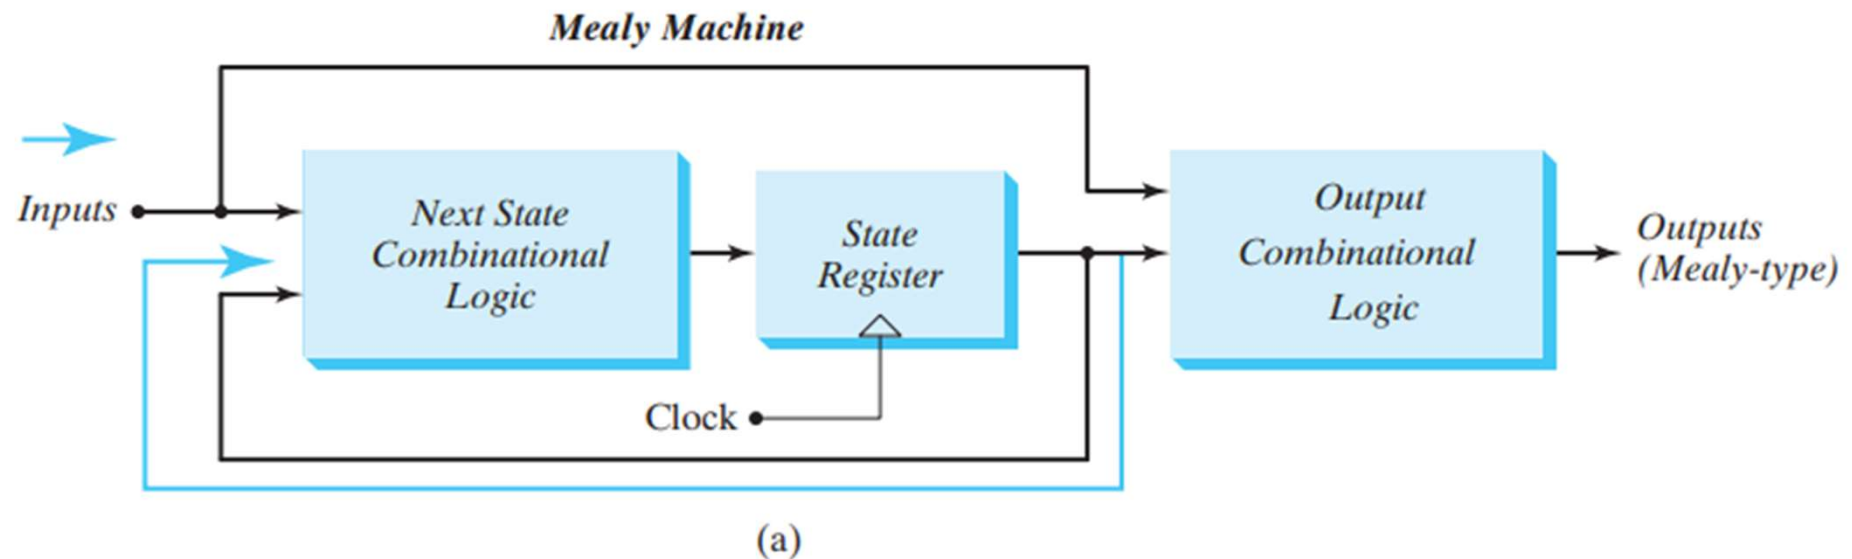 Mealy Machine
Inputs
Next State
Combinational
Logic
State
Register
Clock
Output
Combinational
Logic
Outputs
(Mealy-type)
(a)